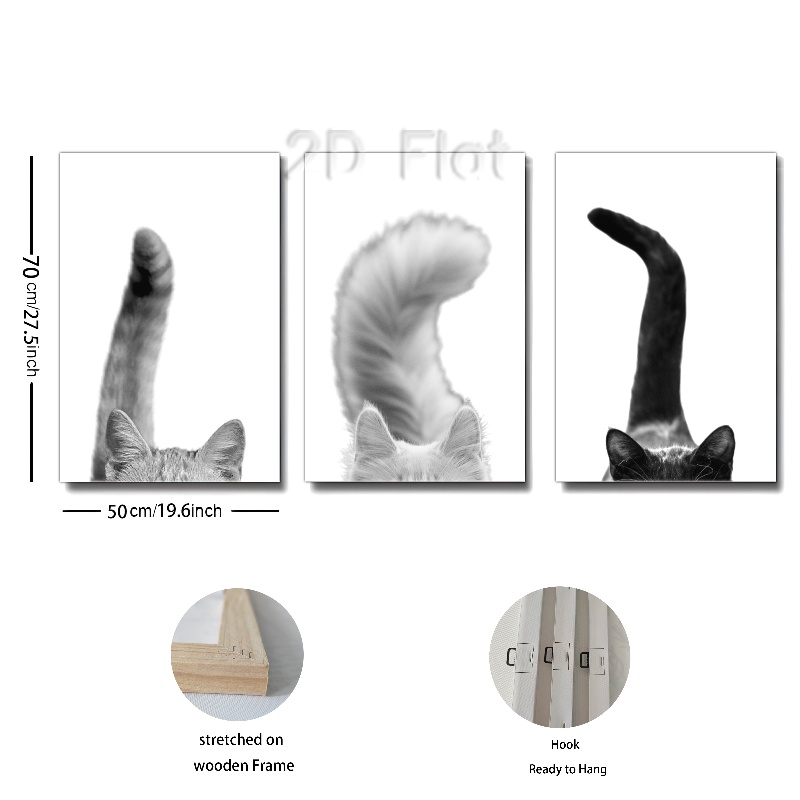 2D Flat
70 cm/27.5inch
50cm/19.6inch
stretched on
wooden Frame
Hook
Ready to Hang